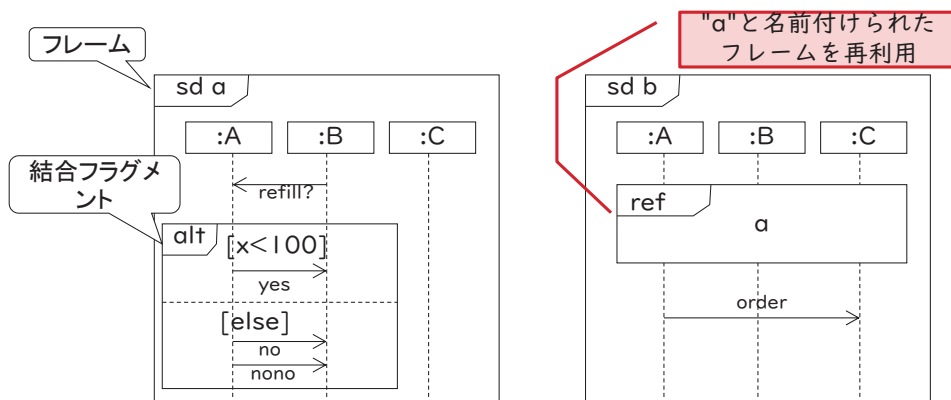 "a"と名前付けられた
フレームを再利用
フレーム
sd a
sd b
:A
:B
:C
:A
:B
:C
結合フラグメ
ント
refill?
ref
a
alt
[x<100]
yes
order
[else]
no
nono